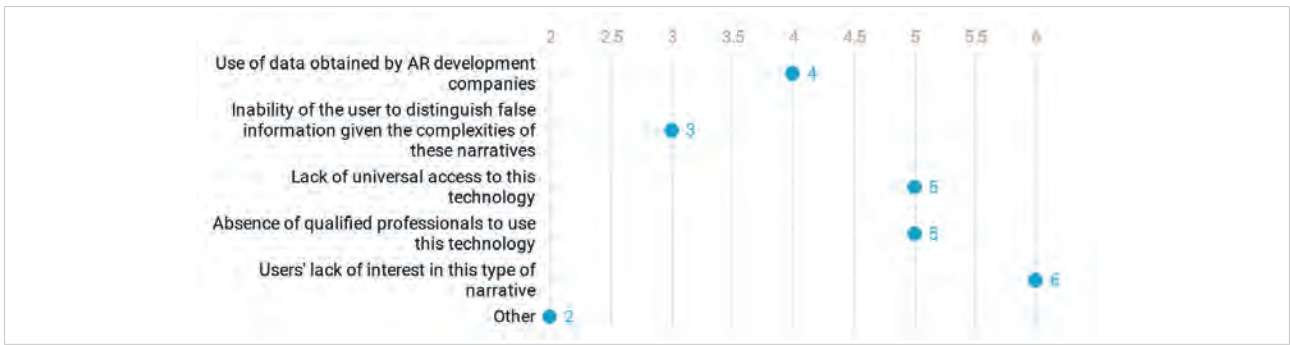 2 2.5 3 3.5 4 4.5 5 5.5 6
Use of data obtained by AR development
companies
4
Inability of the user to distinguish false
information given the complexities of
these narratives
3
Lack of universal access to this
technology
5
Absence of qualified professionals to use
this technology
5
Users' lack of interest in this type of
narrative
6
Other
2